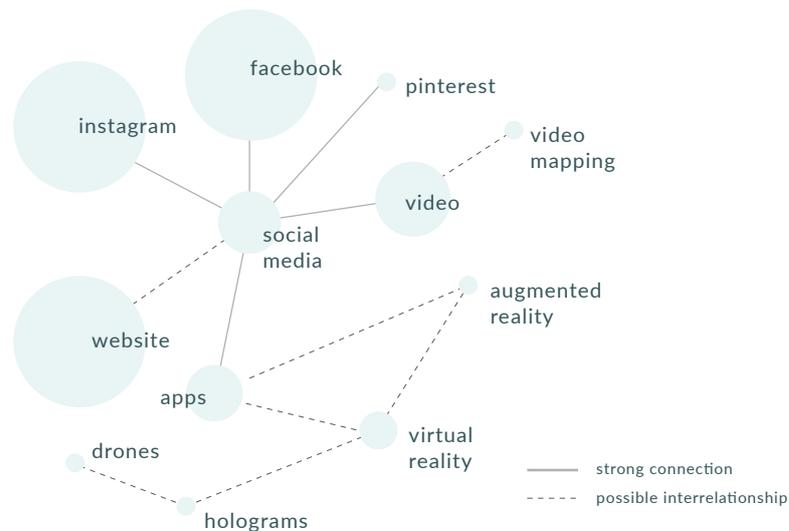 facebook
pinterest
instagram
video
mapping
video
social
media
augmented
reality
website
apps
virtual
reality
drones
strong connection
possible interrelationship
holograms